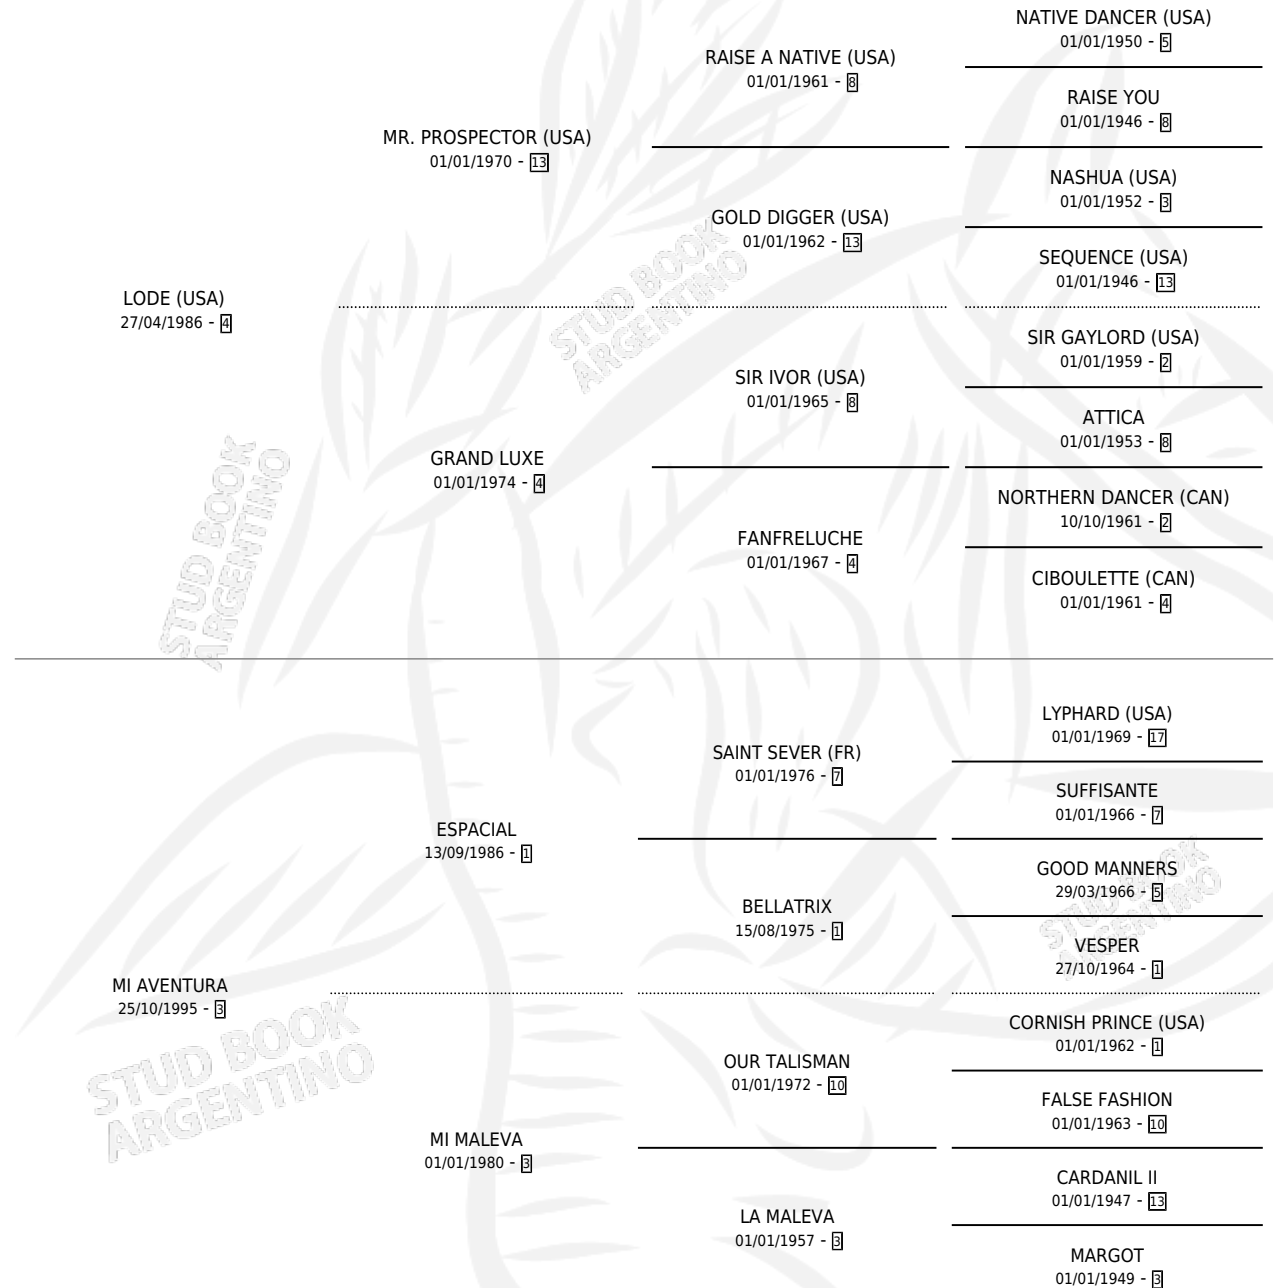 NATIVE DANCER (USA)
01/01/1950 - 5
RAISE A NATIVE (USA)
01/01/1961 - 8
RAISE YOU
01/01/1946 - 8
MR. PROSPECTOR (USA)
01/01/1970 - 13
NASHUA (USA)
01/01/1952 - 3
GOLD DIGGER (USA)
01/01/1962 - 13
SEQUENCE (USA)
01/01/1946 - 13
LODE (USA)
27/04/1986 - 4
STUD BOOK
ARGENTINO
SIR GAYLORD (USA)
01/01/1959 - 2
SIR IVOR (USA)
01/01/1965 - 8
ATTICA
01/01/1953 - 8
GRAND LUXE
01/01/1974 - 4
NORTHERN DANCER (CAN)
10/10/1961 - 2
FANFRELUCHE
01/01/1967 - 4
CIBOULETTE (CAN)
01/01/1961 - 4
STUD BOOK
ARGENTINO
LYPHARD (USA)
01/01/1969 - 17
SAINT SEVER (FR)
01/01/1976 - 7
SUFFISANTE
01/01/1966 - 7
ESPACIAL
13/09/1986 - 1
GOOD MANNERS
29/03/1966 - 5
BELLATRIX
15/08/1975 - 1
STUD BOOK
ARGENTINO
VESPER
27/10/1964 - 1
MI AVENTURA
25/10/1995 - 3
STUD BOOK
ARGENTINO
CORNISH PRINCE (USA)
01/01/1962 - 1
OUR TALISMAN
01/01/1972 - 10
FALSE FASHION
01/01/1963 - 10
MI MALEVA
01/01/1980 - 3
CARDANIL II
01/01/1947 - 13
LA MALEVA
01/01/1957 - 3
MARGOT
01/01/1949 - 3